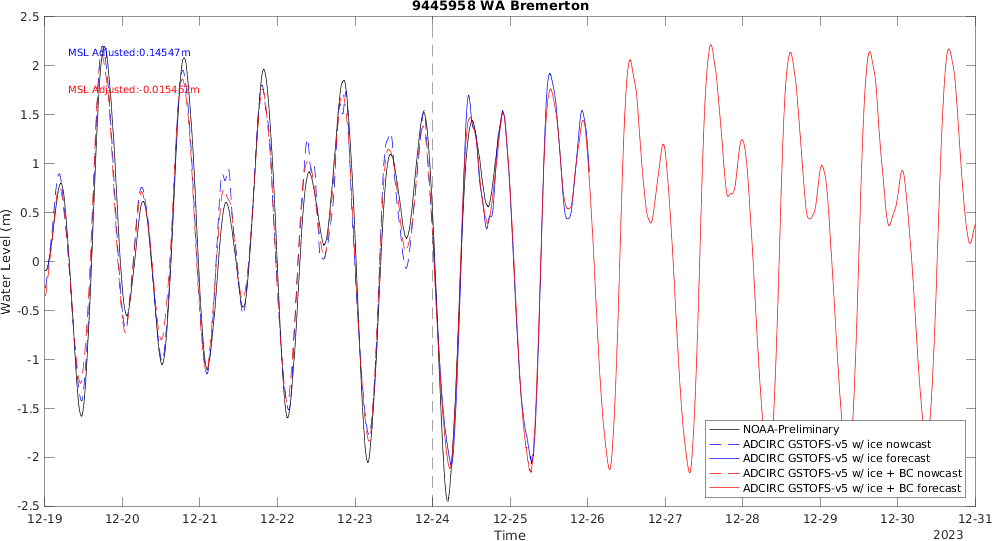 9445958 WA Bremerton
2.5
2
1.5
1
0.5
0
-0.5
-1
-1.5
-2
-2.5
Water Level (m)
MSL Adjusted:0.14547m
MSL Adjusted:-0.015462m
NOAA-Preliminary
ADCIRC GSTOFS-v5 w/ ice nowcast
ADCIRC GSTOFS-v5 w/ ice forecast
ADCIRC GSTOFS-v5 w/ ice + BC nowcast
ADCIRC GSTOFS-v5 w/ ice + BC forecast
12-19 12-20 12-21 12-22 12-23 12-24 12-25 12-26 12-27 12-28 12-29 12-30 12-31
Time
2023